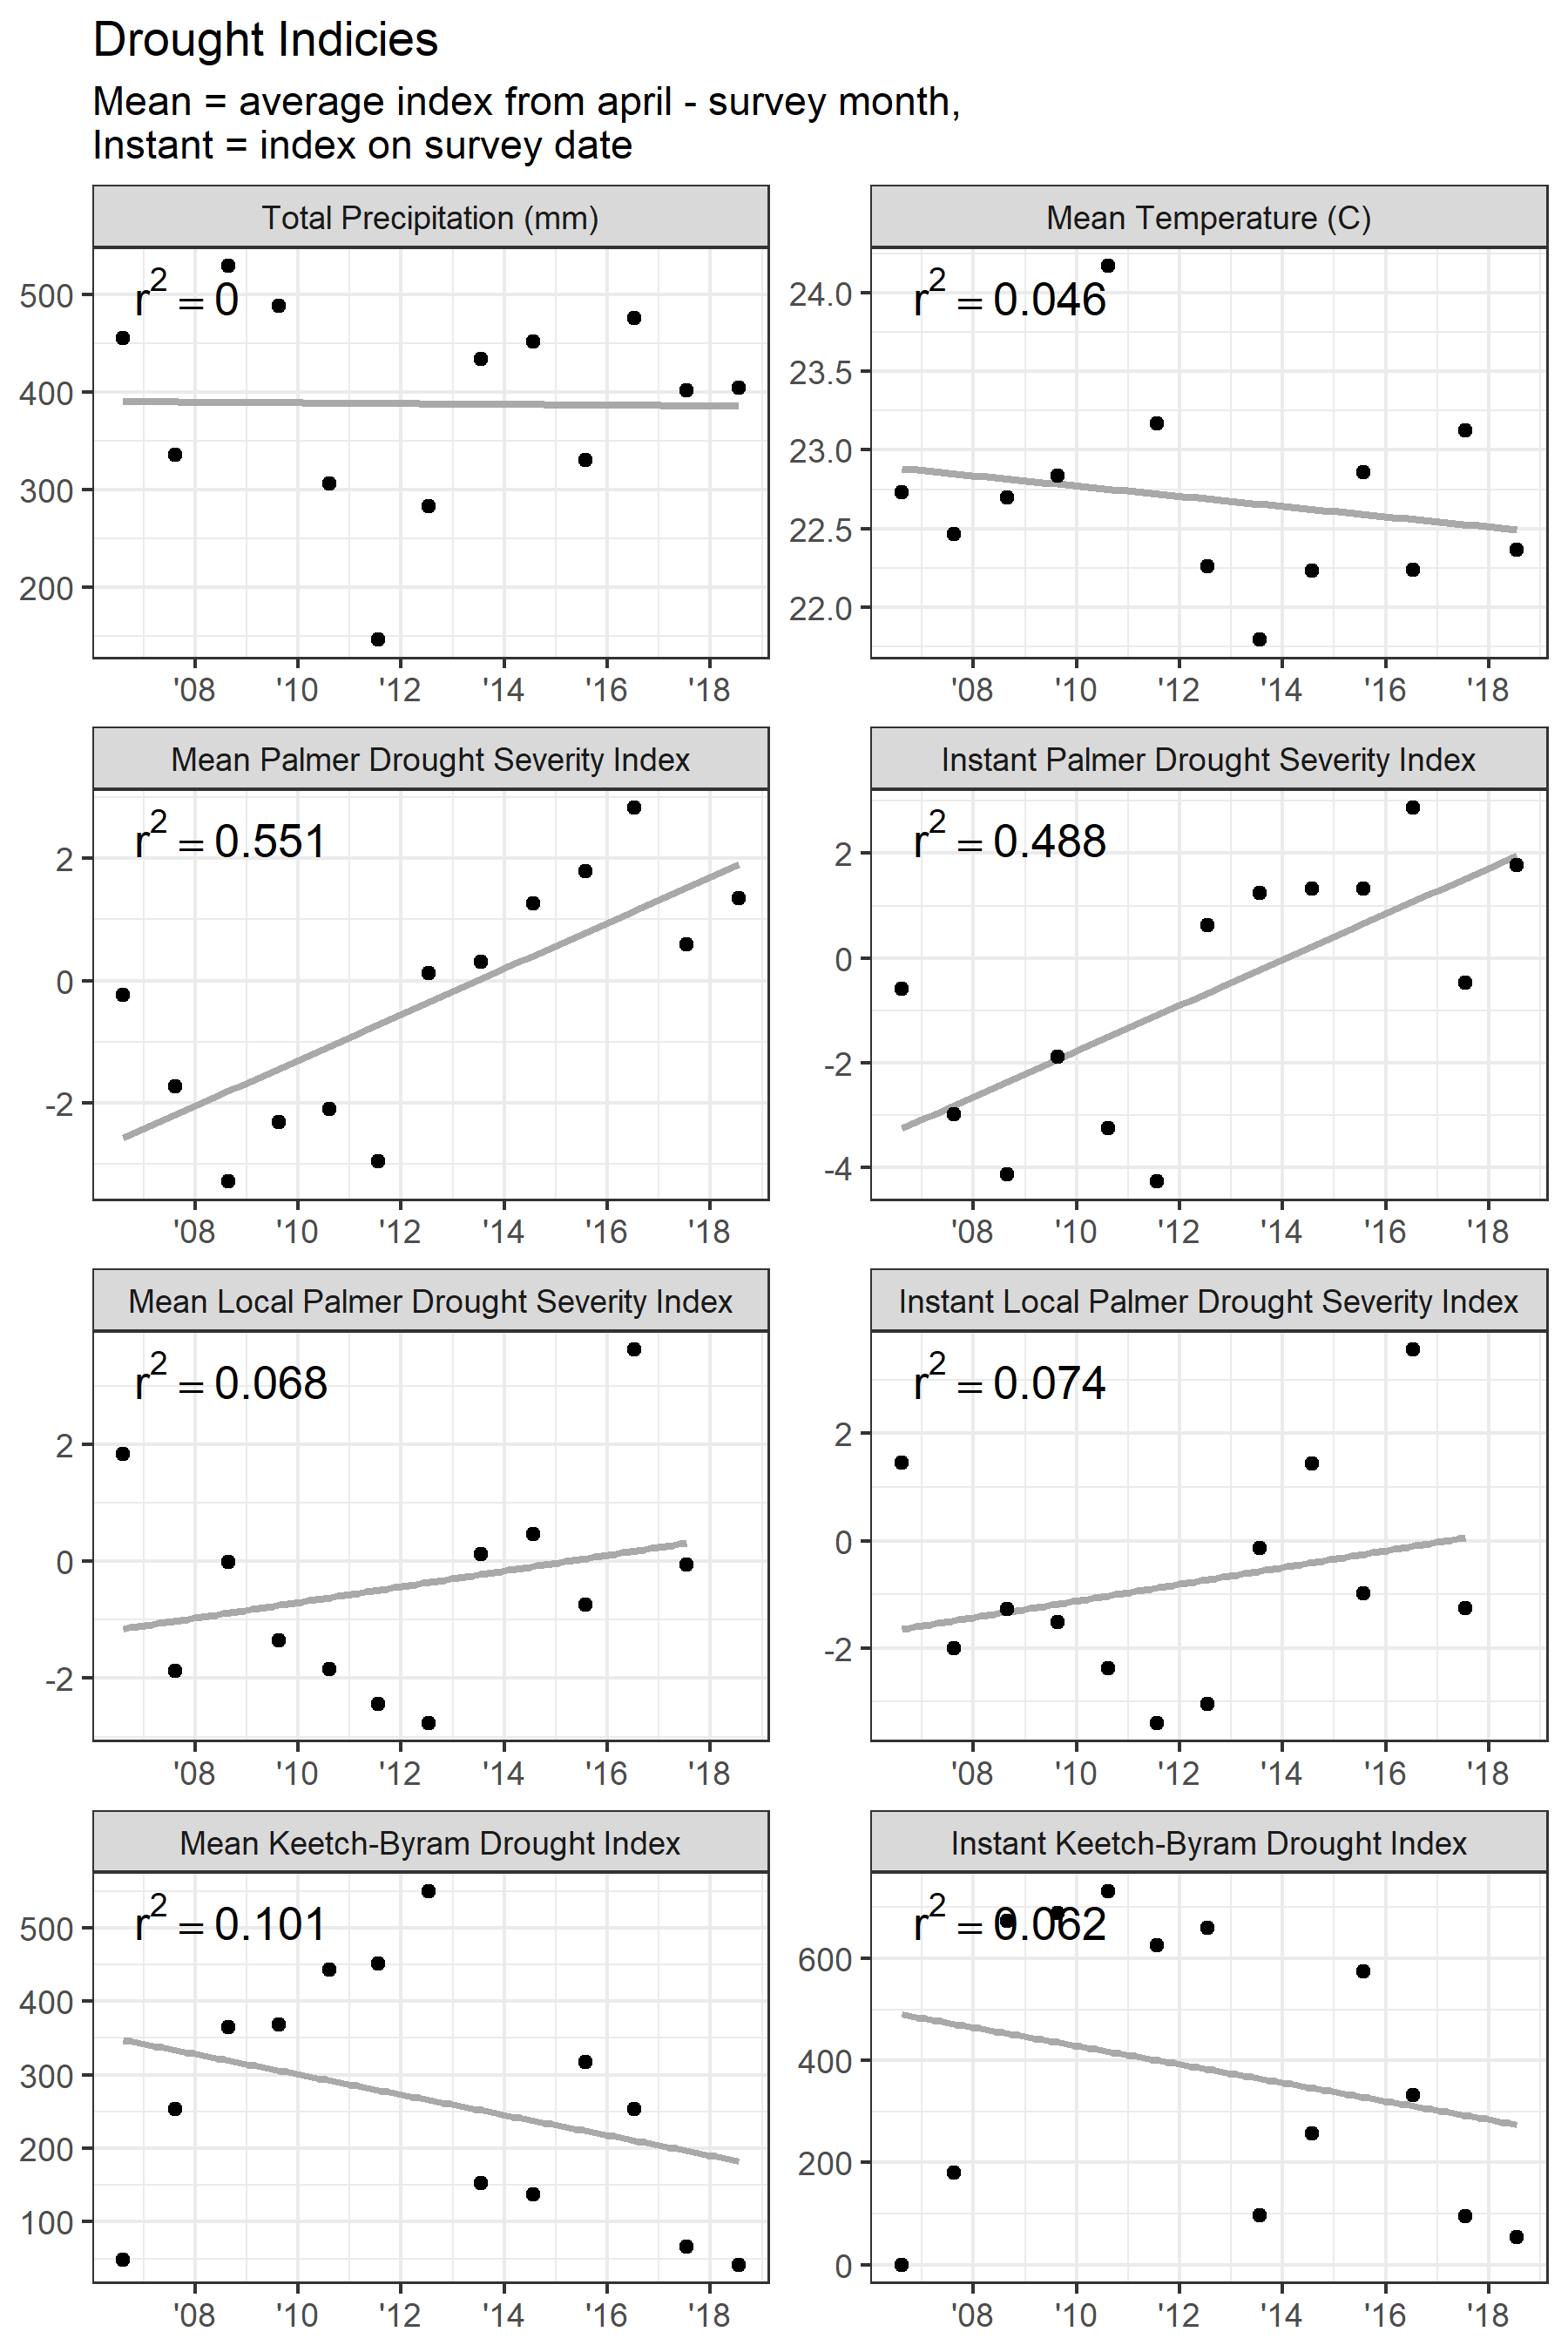 Drought Indicies
Mean = average index from april - survey month,
Instant = index on survey date
Total Precipitation (mm)
r² = 0
500
400
300
200
'08 '10 '12 '14 '16 '18
Mean Temperature (C)
r² = 0.046
24.0
23.5
23.0
22.5
22.0
'08 '10 '12 '14 '16 '18
Mean Palmer Drought Severity Index
r² = 0.551
2
0
-2
'08 '10 '12 '14 '16 '18
Instant Palmer Drought Severity Index
r² = 0.488
2
0
-2
-4
'08 '10 '12 '14 '16 '18
Mean Local Palmer Drought Severity Index
r² = 0.068
2
0
-2
'08 '10 '12 '14 '16 '18
Instant Local Palmer Drought Severity Index
r² = 0.074
2
0
-2
'08 '10 '12 '14 '16 '18
Mean Keetch-Byram Drought Index
r² = 0.101
500
400
300
200
100
'08 '10 '12 '14 '16 '18
Instant Keetch-Byram Drought Index
r² = 0.062
600
400
200
0
'08 '10 '12 '14 '16 '18